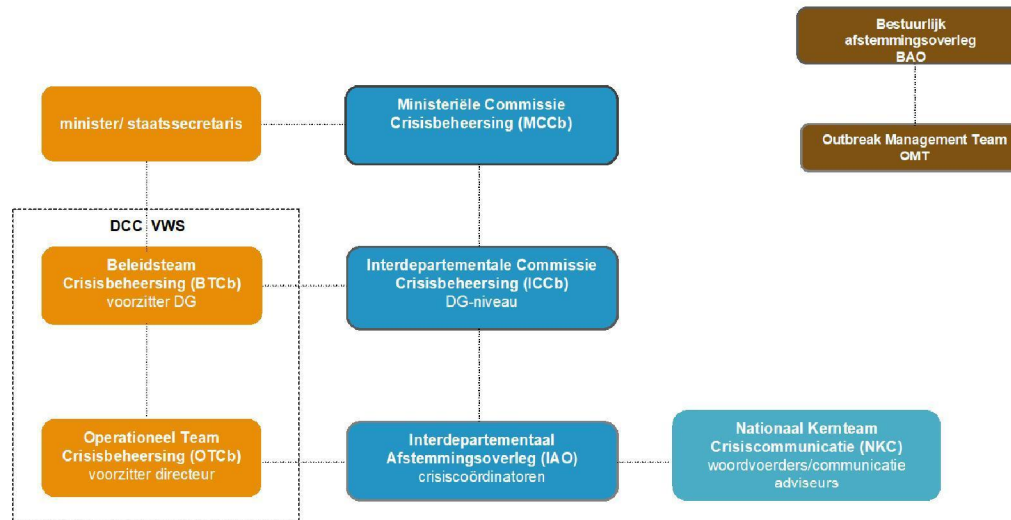 Bestuurlijk
afstemmingsoverleg
BAO
minister/ staatssecretaris
Ministeriële Commissie
Crisisbeheersing (MCCb)
Outbreak Management Team
OMT
DCC VWS
Beleidsteam
Crisisbeheersing (BTCb)
voorzitter DG
Interdepartementale Commissie
Crisisbeheersing (ICCb)
DG-niveau
Operationeel Team
Crisisbeheersing (OTCb)
voorzitter directeur
Interdepartementaal
Afstemmingsoverleg (IAO)
crisiscoördinatoren
Nationaal Kernteam
Crisiscommunicatie (NKC)
woordvoerders/communicatie
adviseurs